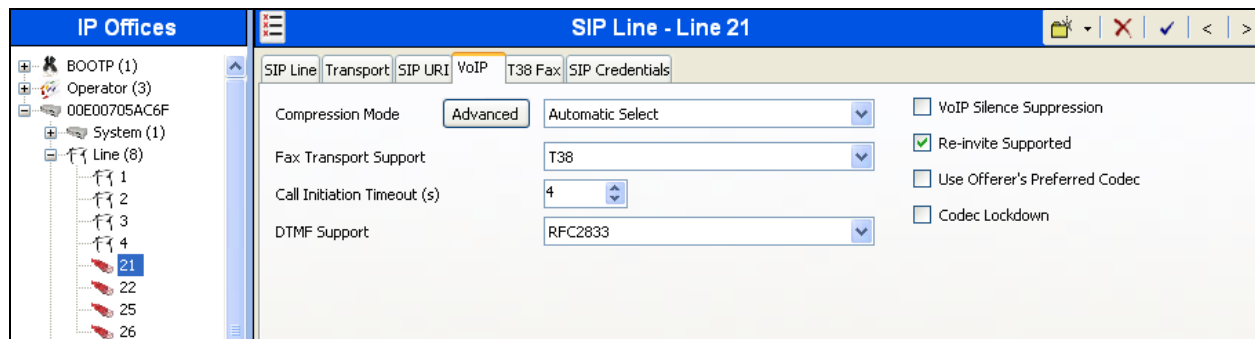 IP Offices
BOOTP (1)
Operator (3)
00E00705AC6F
System (1)
Line (8)
1
2
3
4
21
22
25
26
SIP Line - Line 21
SIP Line Transport SIP URI VoIP T38 Fax SIP Credentials
Compression Mode Advanced Automatic Select
Fax Transport Support T38
Call Initiation Timeout (s) 4
DTMF Support RFC2833
VoIP Silence Suppression
Re-invite Supported
Use Offerer's Preferred Codec
Codec Lockdown